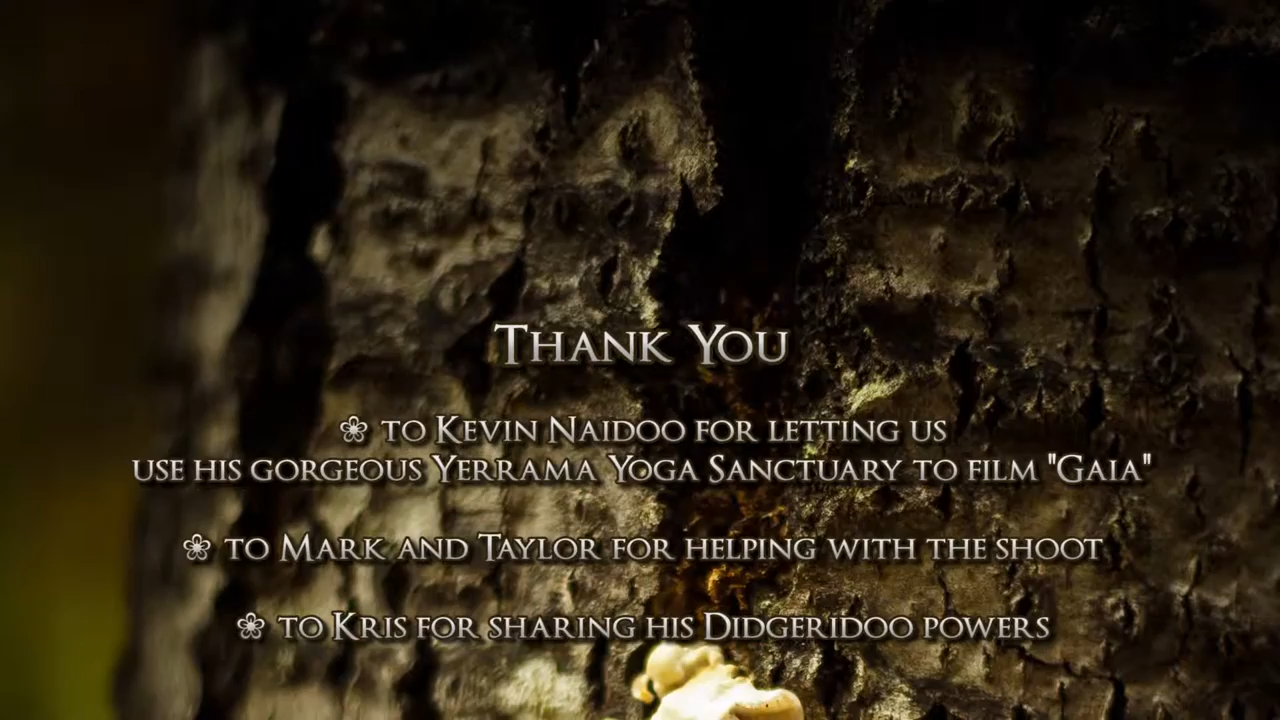 Thank You
❀ to Kevin Naidoo for letting us
use his gorgeous Yerrama Yoga Sanctuary to film "Gaia"
❀ to Mark and Taylor for helping with the shoot
❀ to Kris for sharing his Didgeridoo powers